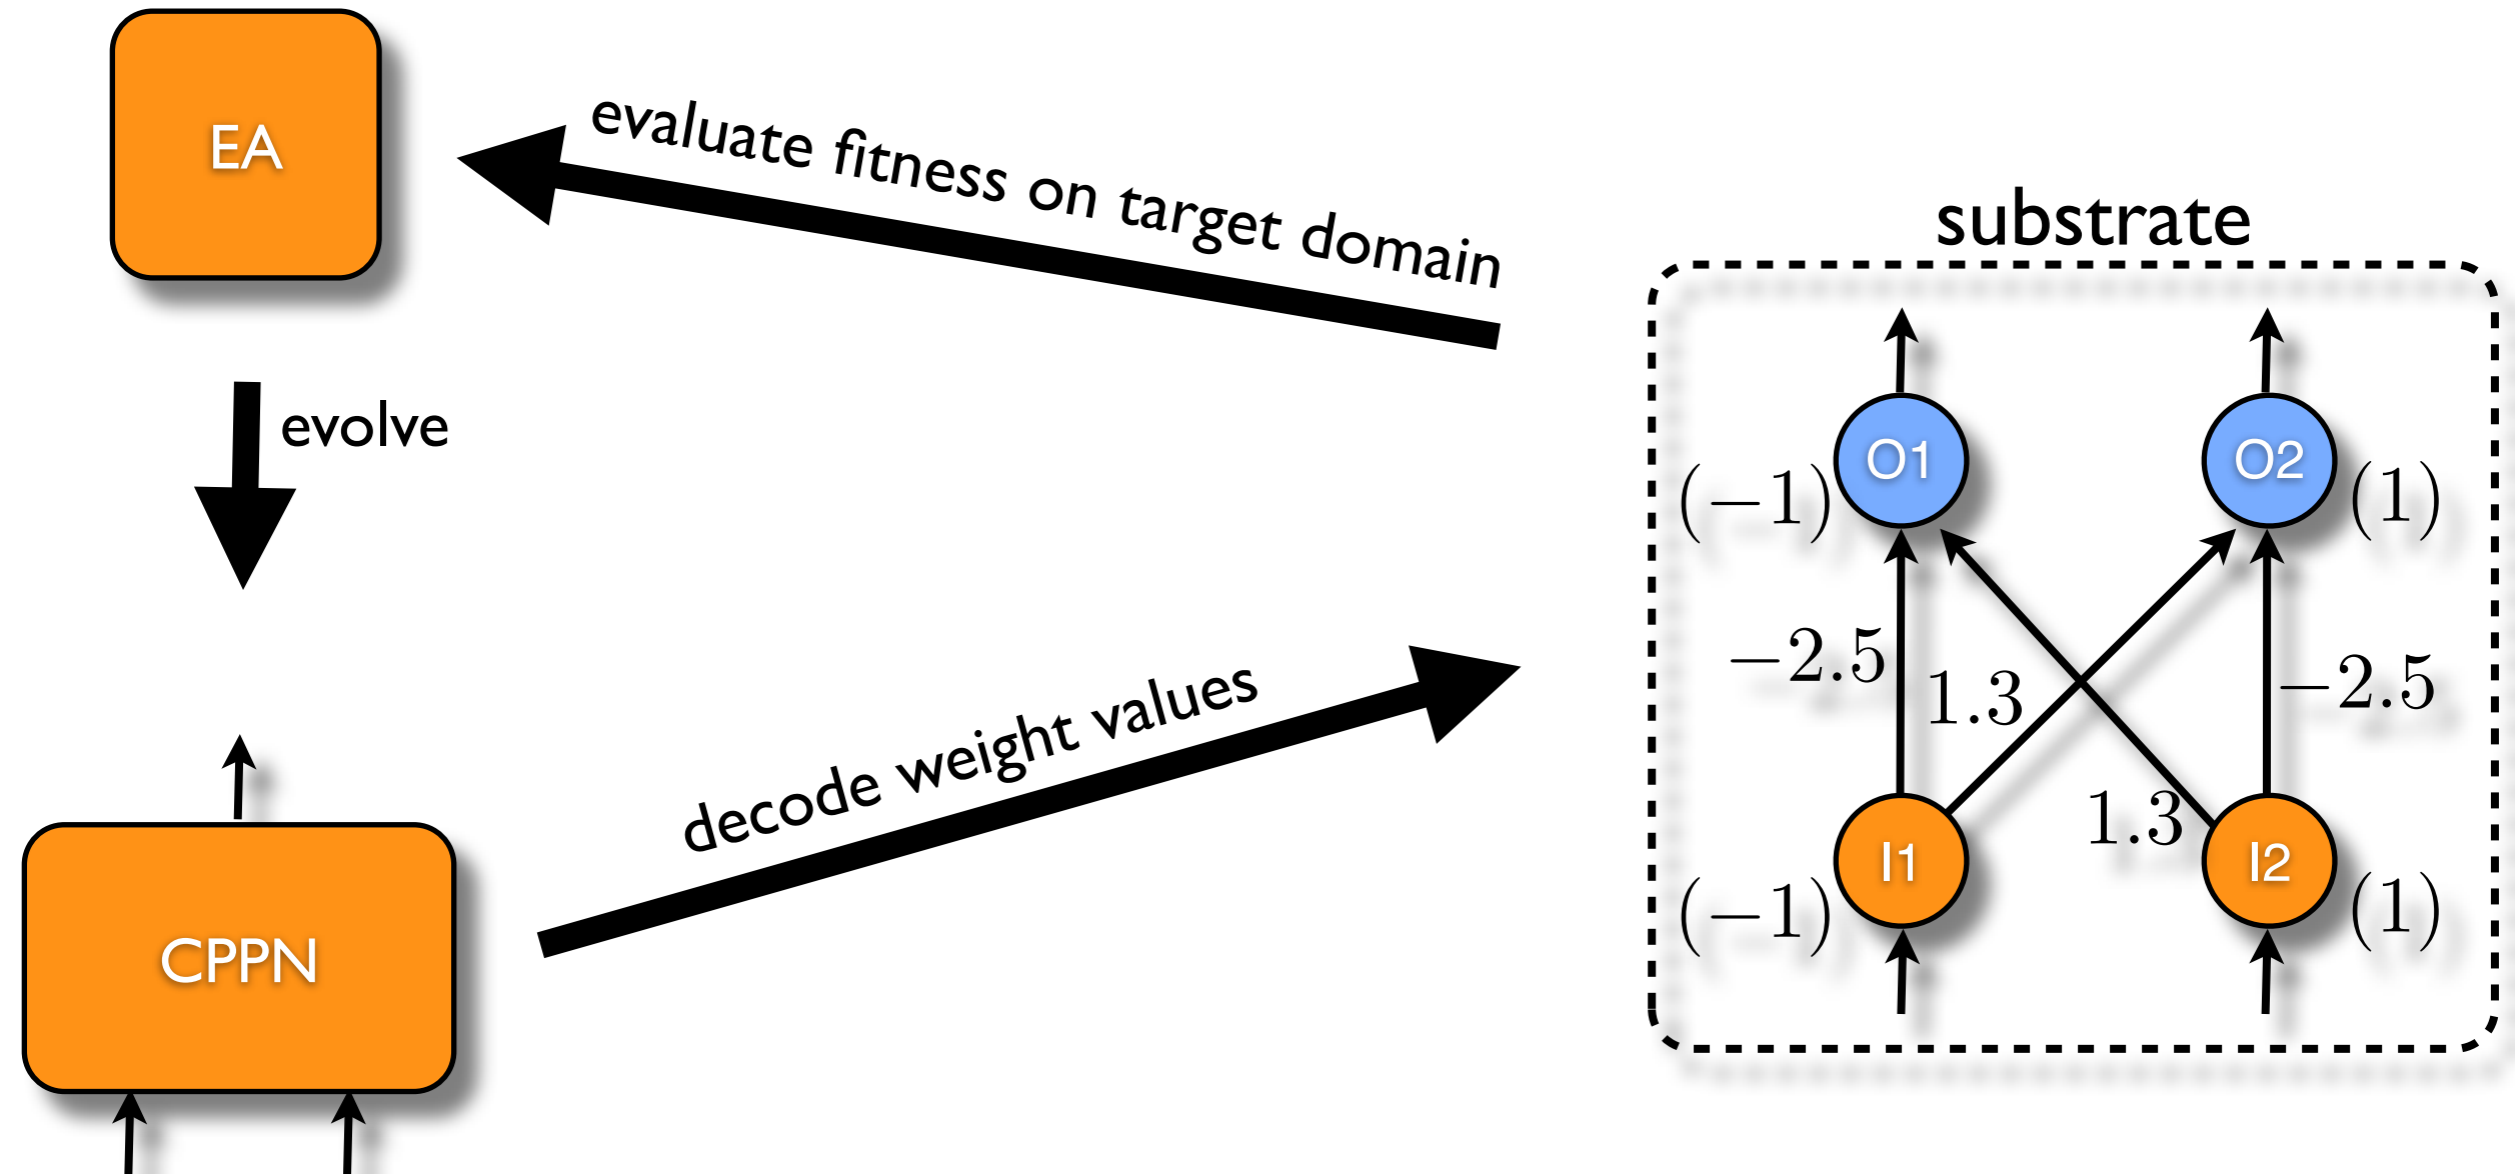 EA
evaluate fitness on target domain
substrate
evolve
O1
O2
(−1)
(1)
−2.5
1.3
−2.5
decode weight values
1.3
I1
I2
(−1)
(1)
CPPN